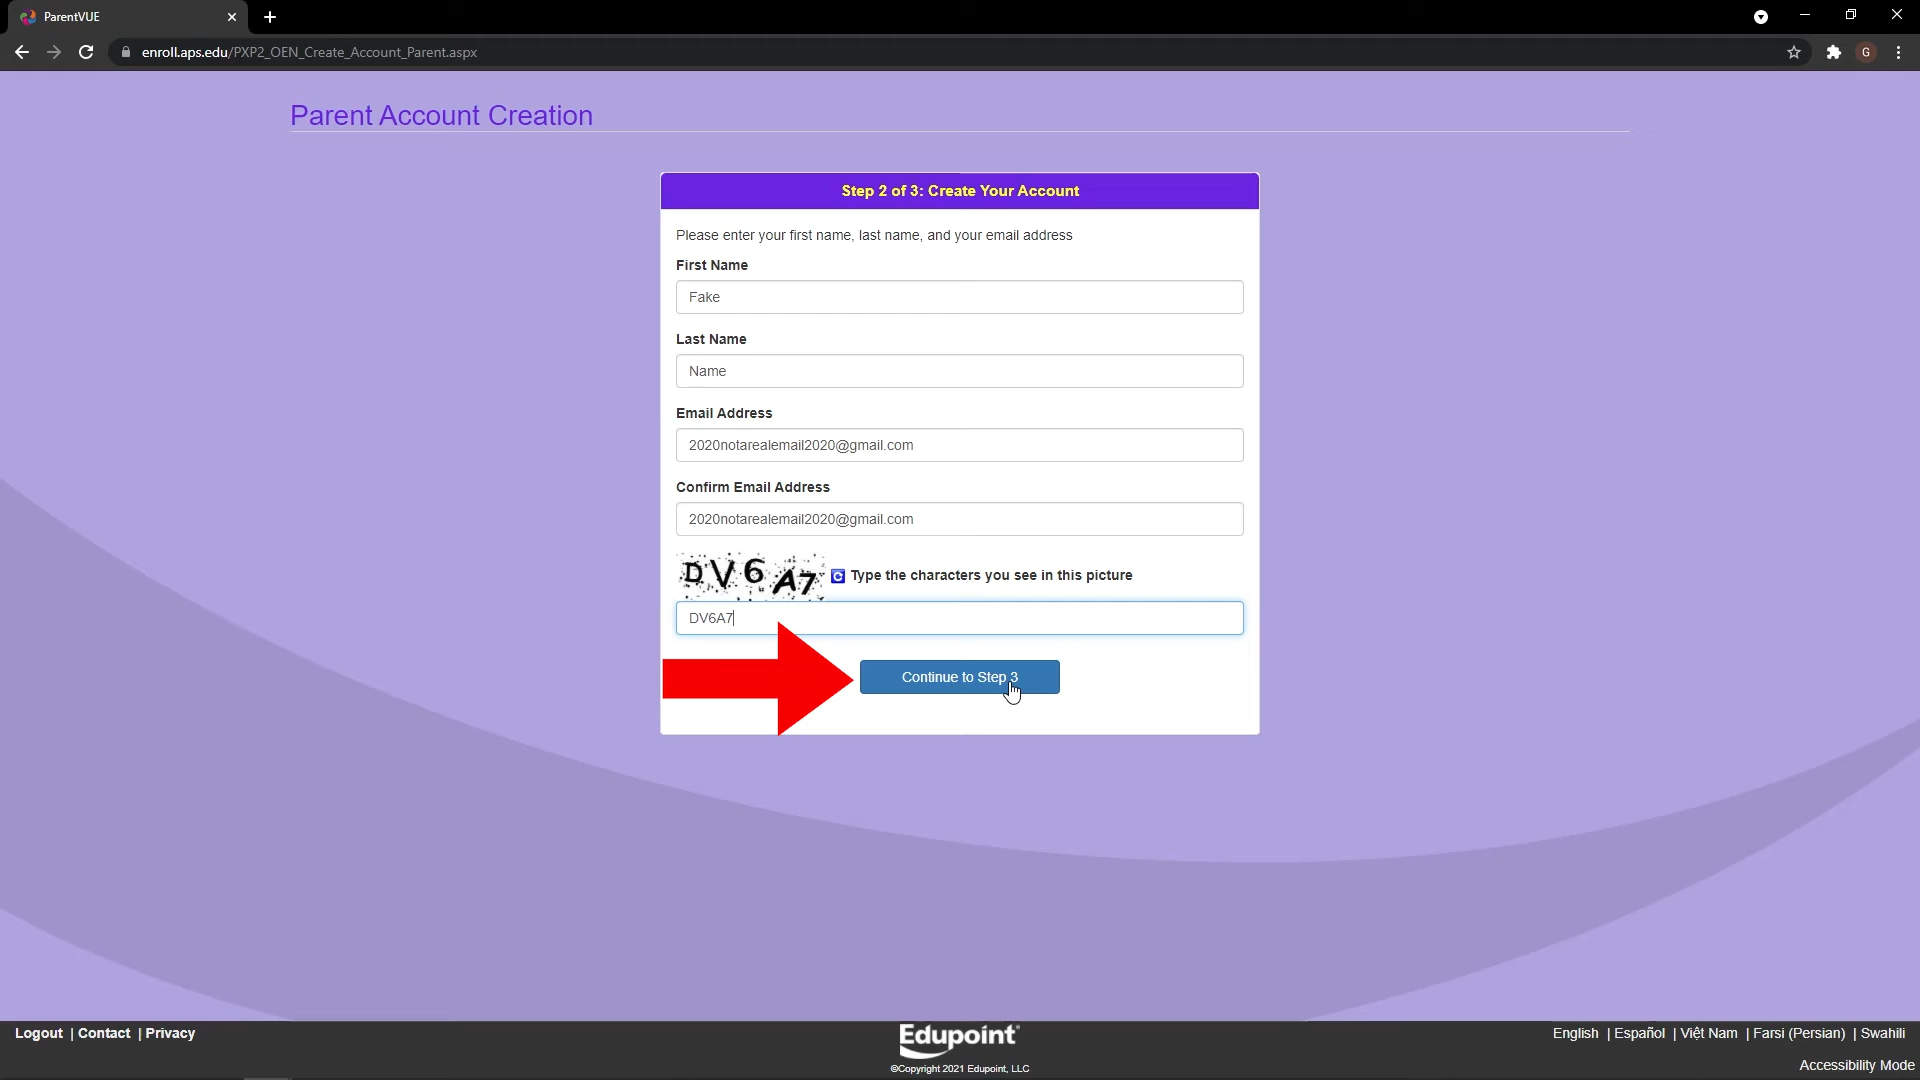 ParentVUE
enroll.aps.edu/PXP2_OEN_Create_Account_Parent.aspx
G
Parent Account Creation
Step 2 of 3: Create Your Account
Please enter your first name, last name, and your email address
First Name
Fake
Last Name
Name
Email Address
2020notarealemail2020@gmail.com
Confirm Email Address
2020notarealemail2020@gmail.com
DV6A7 Type the characters you see in this picture
DV6A7
Continue to Step 3
Logout | Contact | Privacy
Edupoint
©Copyright 2021 Edupoint, LLC
English | Español | Việt Nam | Farsi (Persian) | Swahili
Accessibility Mode